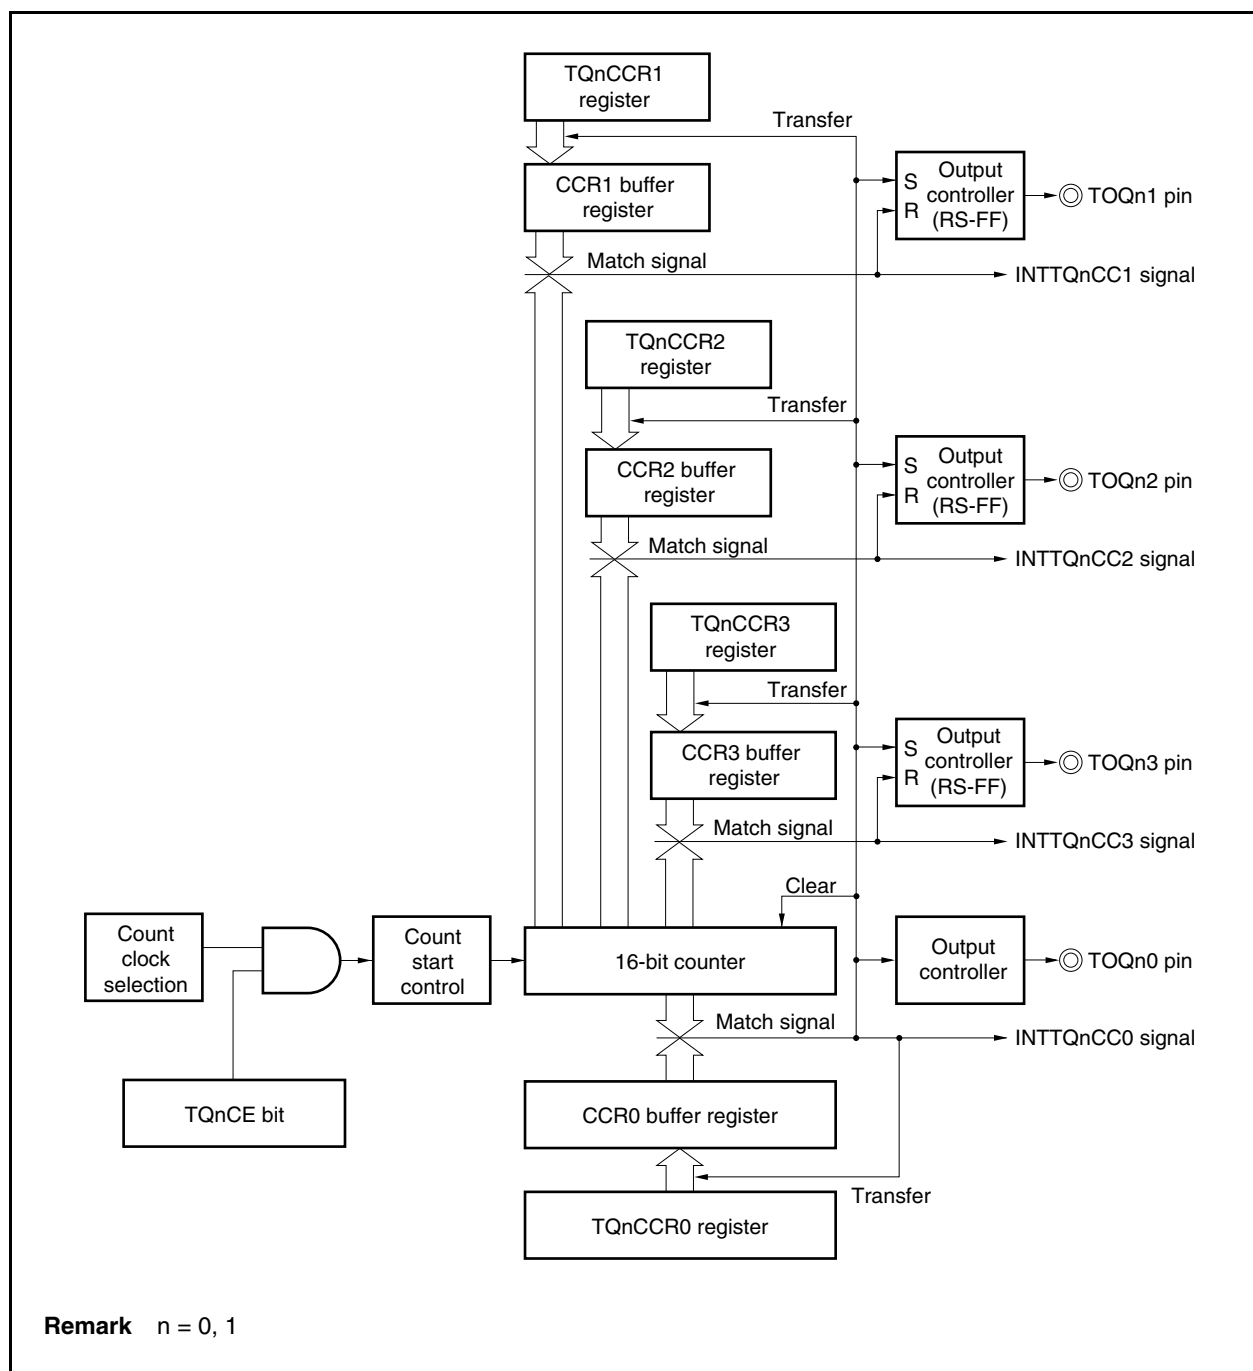 TQnCCR1
register
Transfer
CCR1 buffer
register
S
R
Output
controller
(RS-FF)
TOQn1 pin
Match signal
INTTQnCC1 signal
TQnCCR2
register
Transfer
CCR2 buffer
register
S
R
Output
controller
(RS-FF)
TOQn2 pin
Match signal
INTTQnCC2 signal
TQnCCR3
register
Transfer
CCR3 buffer
register
S
R
Output
controller
(RS-FF)
TOQn3 pin
Match signal
INTTQnCC3 signal
Clear
Count
clock
selection
Count
start
control
16-bit counter
Output
controller
TOQn0 pin
Match signal
INTTQnCC0 signal
TQnCE bit
CCR0 buffer register
Transfer
TQnCCR0 register
Remark n = 0, 1